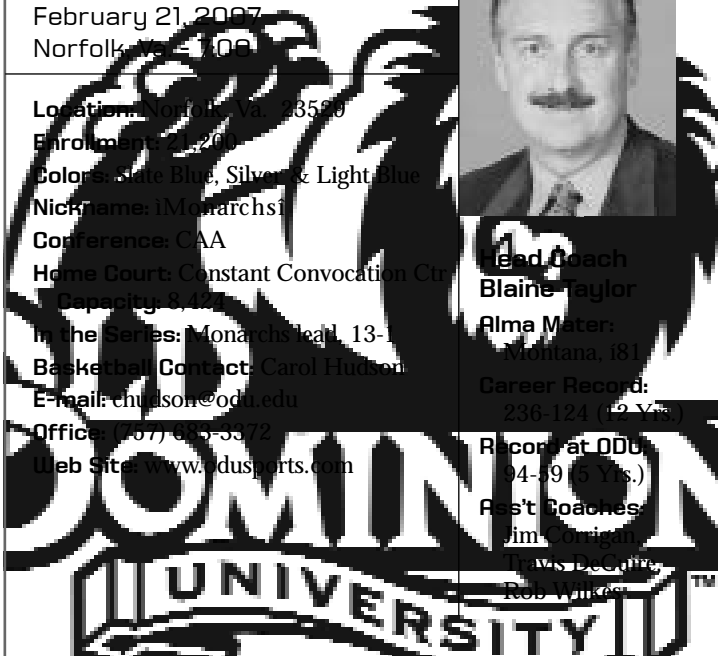 February 21, 2007
Norfolk, Va. - 7:00
Location: Norfolk, Va. 23529
Enrollment: 21,200
Colors: Slate Blue, Silver & Light Blue
Nickname: ìMonarchsî
Conference: CAA
Home Court: Constant Convocation Ctr
Capacity: 8,424
In the Series: Monarchs lead, 13-1
Basketball Contact: Carol Hudson
E-mail: chudson@odu.edu
Office: (757) 683-3372
Web Site: www.odusports.com
Head Coach
Blaine Taylor
Alma Mater:
Montana, í81
Career Record:
236-124 (12 Yrs.)
Record at ODU:
94-59 (5 Yrs.)
Ass't Coaches:
Jim Corrigan,
Travis DeCuire,
Rob Wilkes
OLD
DOMINION
UNIVERSITY
TM